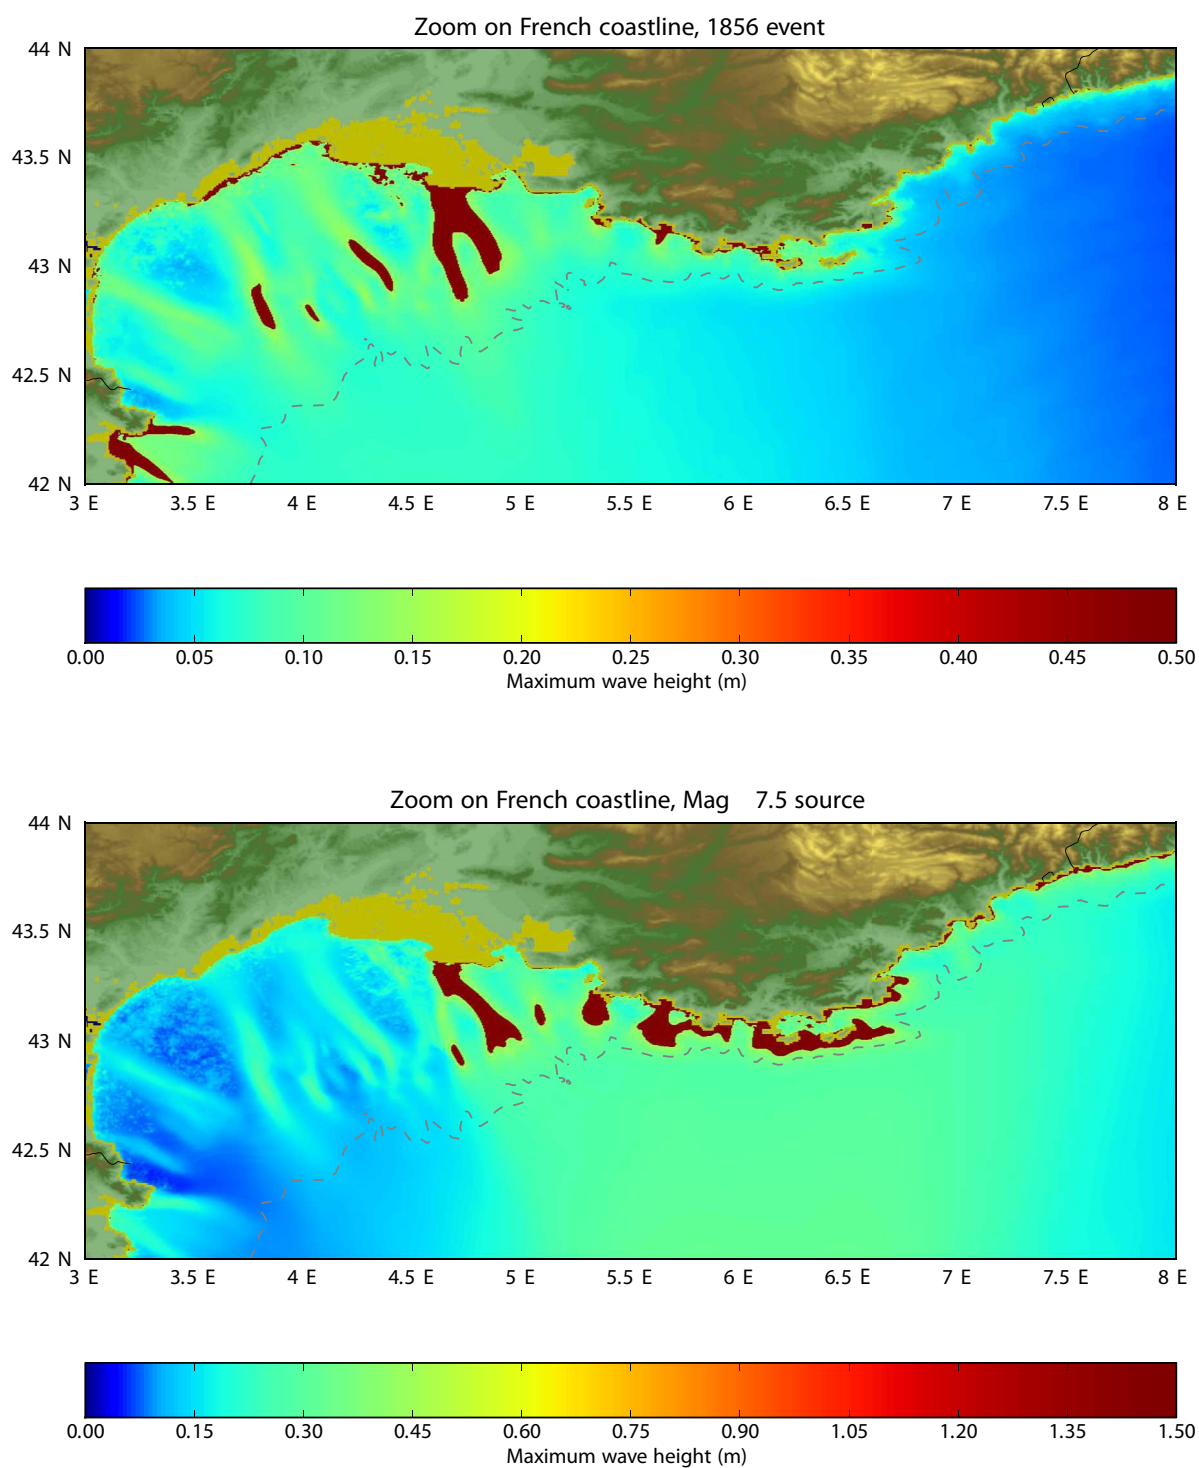 Zoom on French coastline, 1856 event
44 N
43.5 N
43 N
42.5 N
42 N
3 E 3.5 E 4 E 4.5 E 5 E 5.5 E 6 E 6.5 E 7 E 7.5 E 8 E
0.00 0.05 0.10 0.15 0.20 0.25 0.30 0.35 0.40 0.45 0.50
Maximum wave height (m)
Zoom on French coastline, Mag 7.5 source
44 N
43.5 N
43 N
42.5 N
42 N
3 E 3.5 E 4 E 4.5 E 5 E 5.5 E 6 E 6.5 E 7 E 7.5 E 8 E
0.00 0.15 0.30 0.45 0.60 0.75 0.90 1.05 1.20 1.35 1.50
Maximum wave height (m)